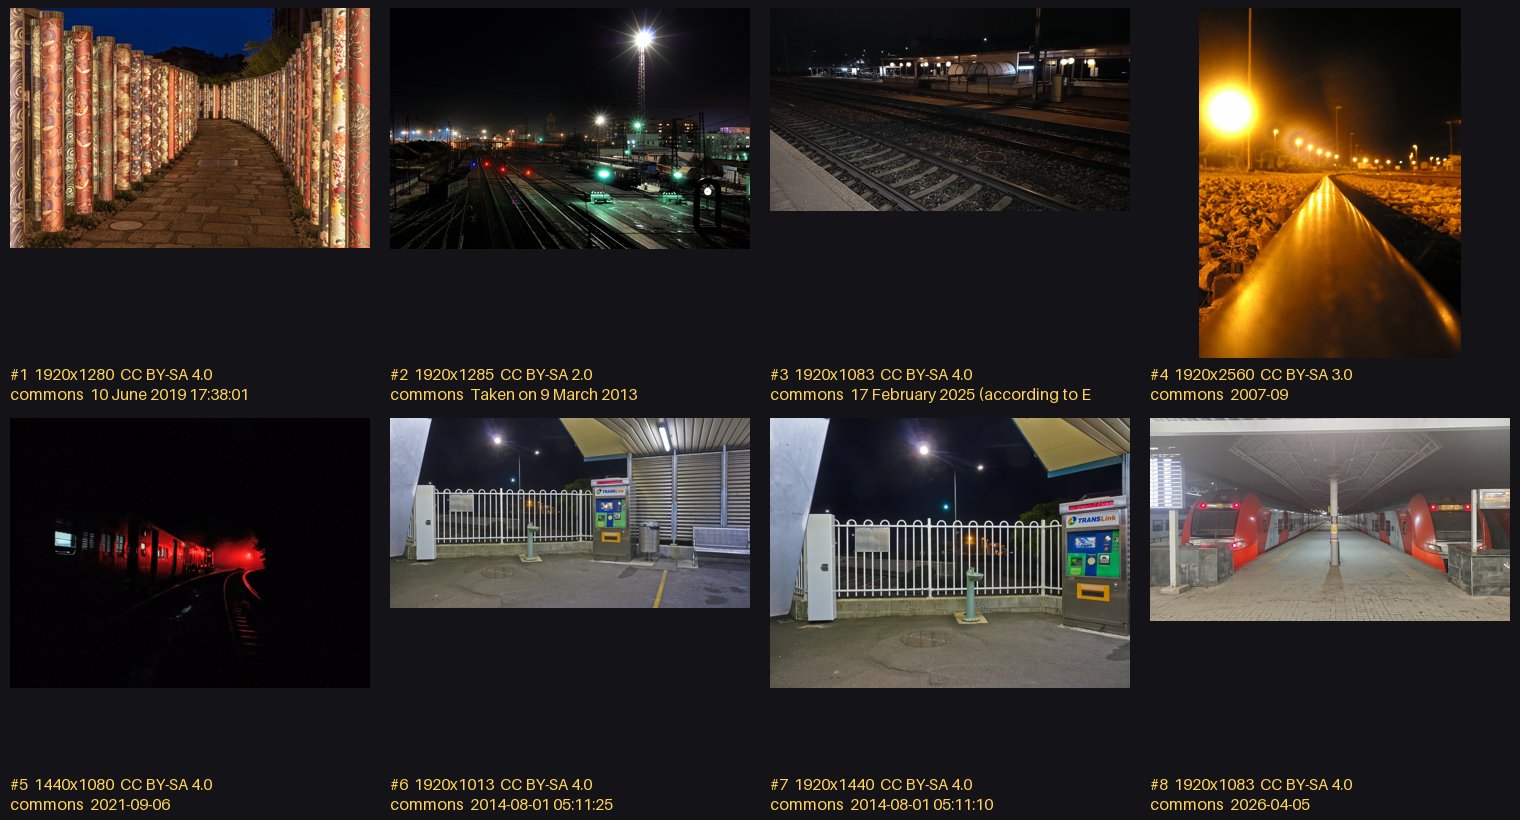 #1 1920x1280 CC BY-SA 4.0
commons 10 June 2019 17:38:01
#2 1920x1285 CC BY-SA 2.0
commons Taken on 9 March 2013
#3 1920x1083 CC BY-SA 4.0
commons 17 February 2025 (according to E
#4 1920x2560 CC BY-SA 3.0
commons 2007-09
TRANSLink
TRANSLink
#5 1440x1080 CC BY-SA 4.0
commons 2021-09-06
#6 1920x1013 CC BY-SA 4.0
commons 2014-08-01 05:11:25
#7 1920x1440 CC BY-SA 4.0
commons 2014-08-01 05:11:10
#8 1920x1083 CC BY-SA 4.0
commons 2026-04-05